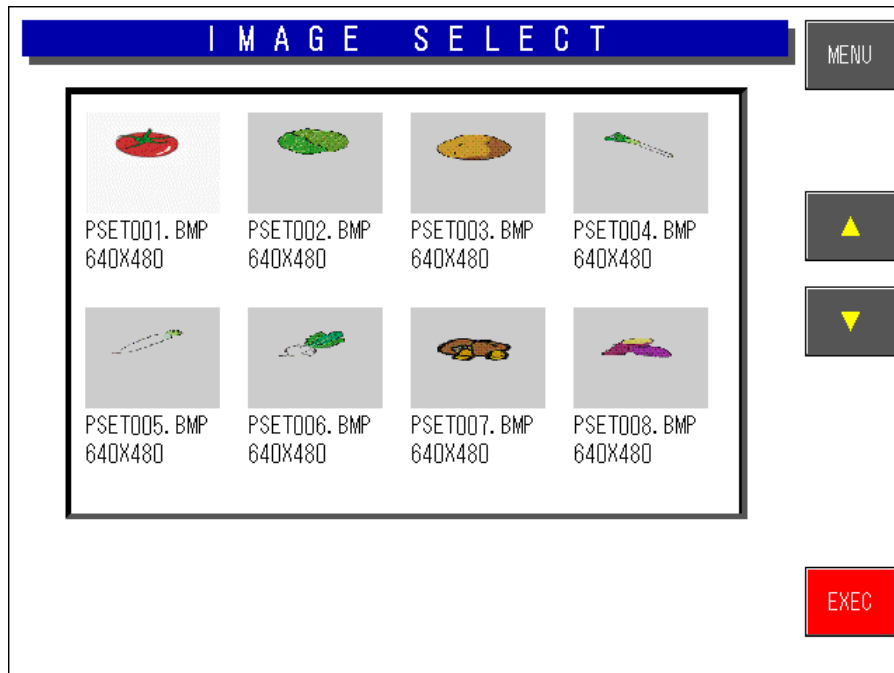 IMAGE SELECT
MENU
PSET001.BMP PSET002.BMP PSET003.BMP PSET004.BMP
640X480 640X480 640X480 640X480
PSET005.BMP PSET006.BMP PSET007.BMP PSET008.BMP
640X480 640X480 640X480 640X480
EXEC